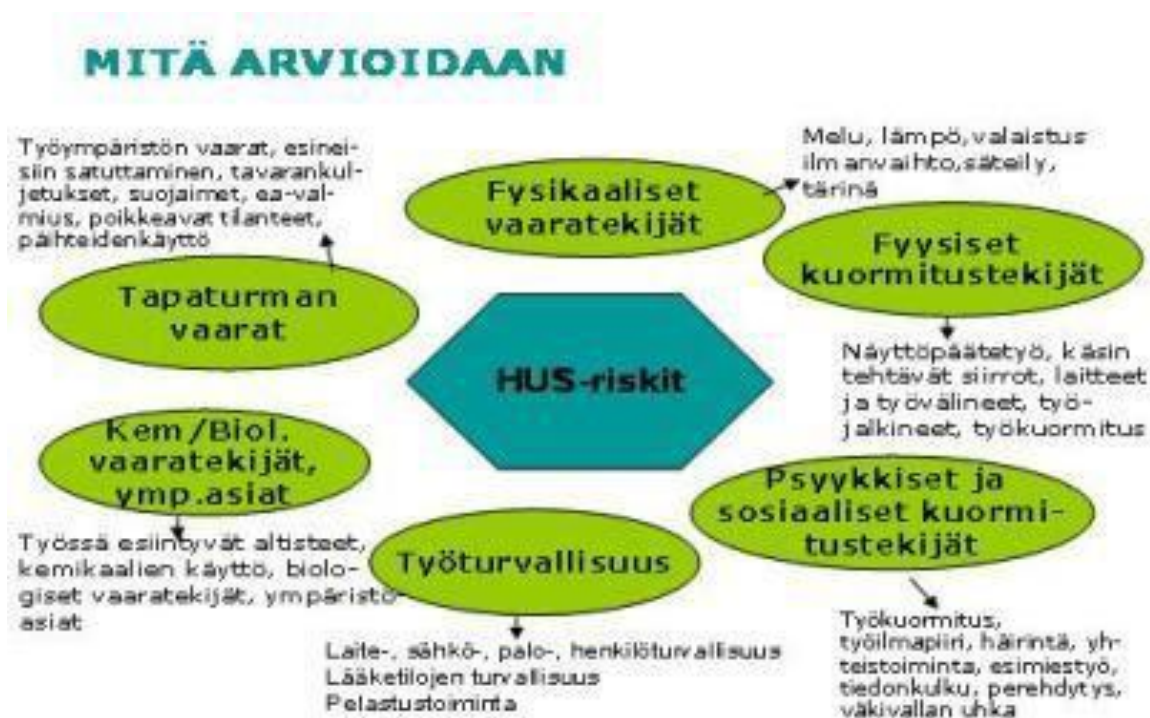 MITÄ ARVIOIDAAN
Työympäristön vaarat, esinei-
siin satuttaminen, tavarankul-
jetukset, suojaimet, ea-val-
mius, poikkeavat tilanteet,
päihteidenkäyttö
Tapaturman
vaarat
Fysikaaliset
vaaratekijät
Melu, lämpö,valaistus
ilmanvaihto,säteily,
tärinä
Fyysiset
kuormitustekijät
Näyttöpäätetyö, käsin
tehtävät siirrot, laitteet
ja työvälineet, työ-
jalkineet, työkuormitus
HUS-riskit
Kem/Biol.
vaaratekijät,
ymp.asiat
Työssä esiintyvät altisteet,
kemikaalien käyttö, biolo-
giset vaaratekijät, ympäristö-
asiat
Työturvallisuus
Laite-, sähkö-, palo-, henkilöturvallisuus
Lääketilojen turvallisuus
Pelastustoiminta
Psyykkiset ja
sosiaaliset kuormi-
tustekijät
Työkuormitus,
työilmapiiri, häirintä, yh-
teistoiminta, esimiestyö,
tiedonkulku, perehdytys,
väkivallan uhka